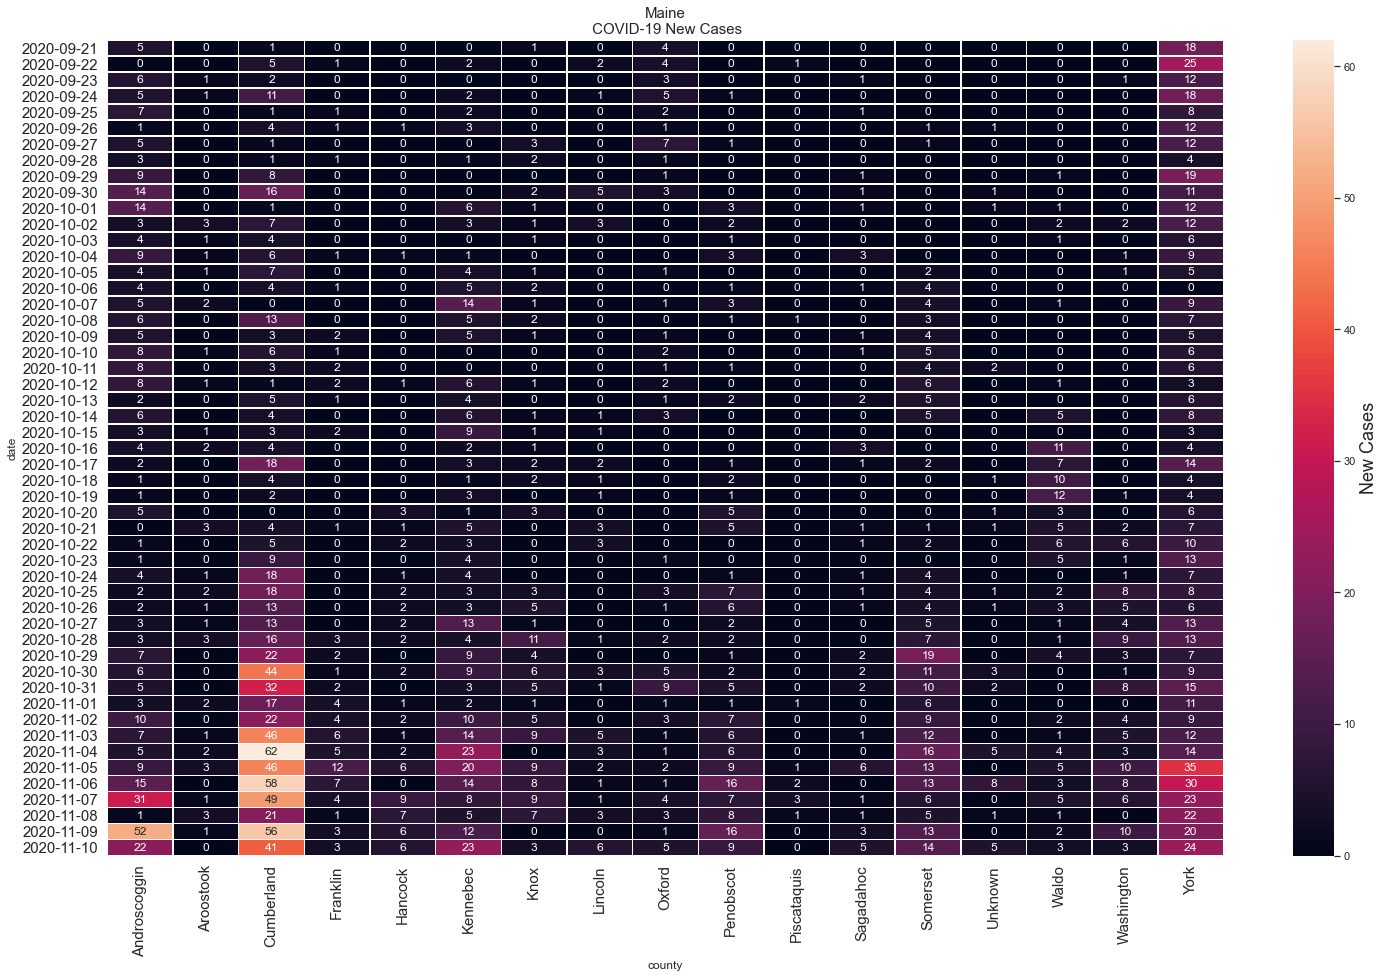 Maine
COVID-19 New Cases
2020-09-21 5 0 1 0 0 0 1 0 4 0 0 0 0 0 0 0 18
2020-09-22 0 0 5 1 0 2 0 2 4 0 1 0 0 0 0 0 25
2020-09-23 6 1 2 0 0 0 0 0 3 0 0 1 0 0 0 1 12
2020-09-24 5 1 11 0 0 2 0 1 5 1 0 0 0 0 0 0 18
2020-09-25 7 0 1 1 0 2 0 0 2 0 0 1 0 0 0 0 8
2020-09-26 1 0 4 1 1 3 0 0 1 0 0 0 1 1 0 0 12
2020-09-27 5 0 1 0 0 0 3 0 7 1 0 0 1 0 0 0 12
2020-09-28 3 0 1 1 0 1 2 0 1 0 0 0 0 0 0 0 4
2020-09-29 9 0 8 0 0 0 0 0 1 0 0 1 0 0 1 0 19
2020-09-30 14 0 16 0 0 0 2 5 3 0 0 1 0 1 0 0 11
2020-10-01 14 0 1 0 0 6 1 0 0 3 0 1 0 1 1 0 12
2020-10-02 3 3 7 0 0 3 1 3 0 2 0 0 0 0 2 2 12
2020-10-03 4 1 4 0 0 0 1 0 0 1 0 0 0 0 1 0 6
2020-10-04 9 1 6 1 1 1 0 0 0 3 0 3 0 0 0 1 9
2020-10-05 4 1 7 0 0 4 1 0 1 0 0 0 2 0 0 1 5
2020-10-06 4 0 4 1 0 5 2 0 0 1 0 1 4 0 0 0 0
2020-10-07 5 2 0 0 0 14 1 0 1 3 0 0 4 0 1 0 9
2020-10-08 6 0 13 0 0 5 2 0 0 1 1 0 3 0 0 0 7
2020-10-09 5 0 3 2 0 5 1 0 1 0 0 1 4 0 0 0 5
2020-10-10 8 1 6 1 0 0 0 0 2 0 0 1 5 0 0 0 6
2020-10-11 8 0 3 2 0 0 0 0 1 1 0 0 4 2 0 0 6
2020-10-12 8 1 1 2 1 6 1 0 2 0 0 0 6 0 1 0 3
2020-10-13 2 0 5 1 0 4 0 0 1 2 0 2 5 0 0 0 6
2020-10-14 6 0 4 0 0 6 1 1 3 0 0 0 5 0 5 0 8
2020-10-15 3 1 3 2 0 9 1 1 0 0 0 0 0 0 0 0 3
2020-10-16 4 2 4 0 0 2 1 0 0 0 0 3 0 0 11 0 4
2020-10-17 2 0 18 0 0 3 2 2 0 1 0 1 2 0 7 0 14
2020-10-18 1 0 4 0 0 1 2 1 0 2 0 0 0 1 10 0 4
2020-10-19 1 0 2 0 0 3 0 1 0 1 0 0 0 0 12 1 4
2020-10-20 5 0 0 0 3 1 3 0 0 5 0 0 0 1 3 0 6
2020-10-21 0 3 4 1 1 5 0 3 0 5 0 1 1 1 5 2 7
2020-10-22 1 0 5 0 2 3 0 3 0 0 0 1 2 0 6 6 10
2020-10-23 1 0 9 0 0 4 0 0 1 0 0 0 0 0 5 1 13
2020-10-24 4 1 18 0 1 4 0 0 0 1 0 1 4 0 0 1 7
2020-10-25 2 2 18 0 2 3 3 0 3 7 0 1 4 1 2 8 8
2020-10-26 2 1 13 0 2 3 5 0 1 6 0 1 4 1 3 5 6
2020-10-27 3 1 13 0 2 13 1 0 0 0 0 0 5 0 1 4 13
2020-10-28 3 3 16 3 2 4 11 1 2 2 0 0 7 0 1 9 13
2020-10-29 7 0 22 2 0 9 4 0 0 1 0 2 19 0 4 3 7
2020-10-30 6 0 44 1 2 9 6 3 5 2 0 2 11 3 0 1 9
2020-10-31 5 0 32 2 0 3 5 1 9 5 0 2 10 2 0 8 15
2020-11-01 3 2 17 4 1 2 1 0 1 1 1 0 6 0 0 0 11
2020-11-02 10 0 22 4 2 10 5 0 3 7 0 0 9 0 2 4 9
2020-11-03 7 1 46 6 1 14 9 5 1 6 0 0 12 0 1 5 12
2020-11-04 5 2 62 5 2 23 0 3 1 6 0 0 16 5 4 3 14
2020-11-05 9 3 46 12 6 20 9 2 2 9 1 6 13 0 5 10 35
2020-11-06 15 0 58 7 0 14 8 1 1 16 2 0 13 8 3 8 30
2020-11-07 31 1 49 4 9 8 9 1 4 7 3 1 6 0 5 6 23
2020-11-08 1 3 21 1 7 5 7 3 3 8 1 1 5 1 1 0 22
2020-11-09 52 1 56 3 6 12 0 0 1 16 0 3 13 0 2 10 20
2020-11-10 22 0 41 3 6 23 3 6 5 9 0 5 14 5 3 3 24
date
Androscoggin
Aroostook
Cumberland
Franklin
Hancock
Kennebec
Knox
Lincoln
Oxford
Penobscot
Piscataquis
Sagadahoc
Somerset
Unknown
Waldo
Washington
York
county
60
50
40
30
20
10
0
New Cases